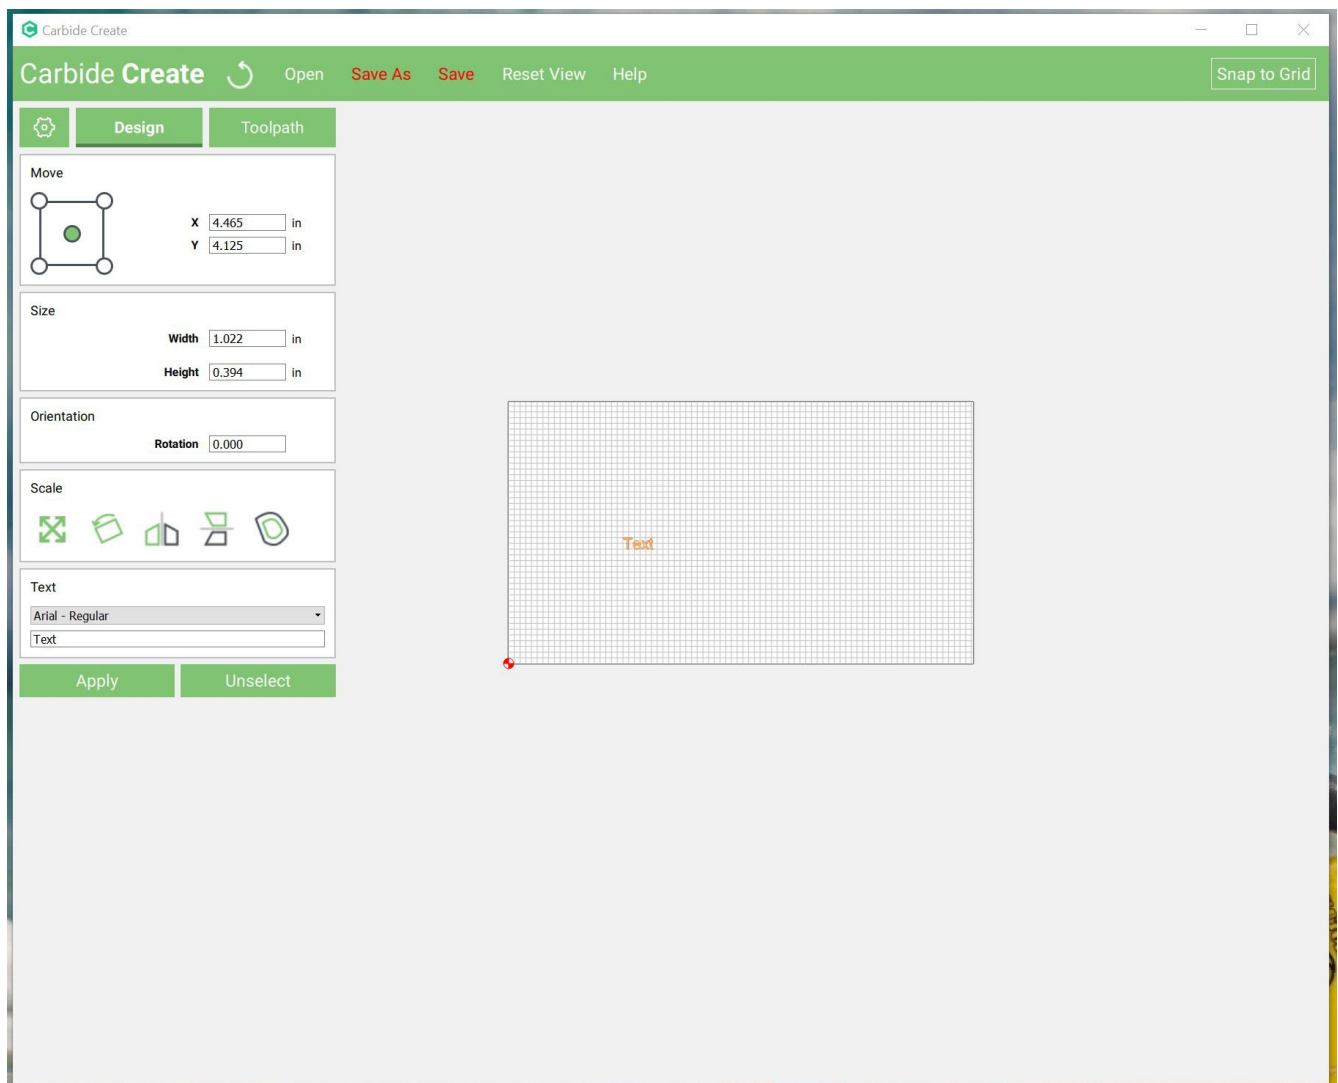 Carbide Create
Carbide Create Open Save As Save Reset View Help Snap to Grid
Design Toolpath
Move
X 4.465 in
Y 4.125 in
Size
Width 1.022 in
Height 0.394 in
Orientation
Rotation 0.000
Scale
Text
Arial - Regular
Text
Apply Unselect
Text